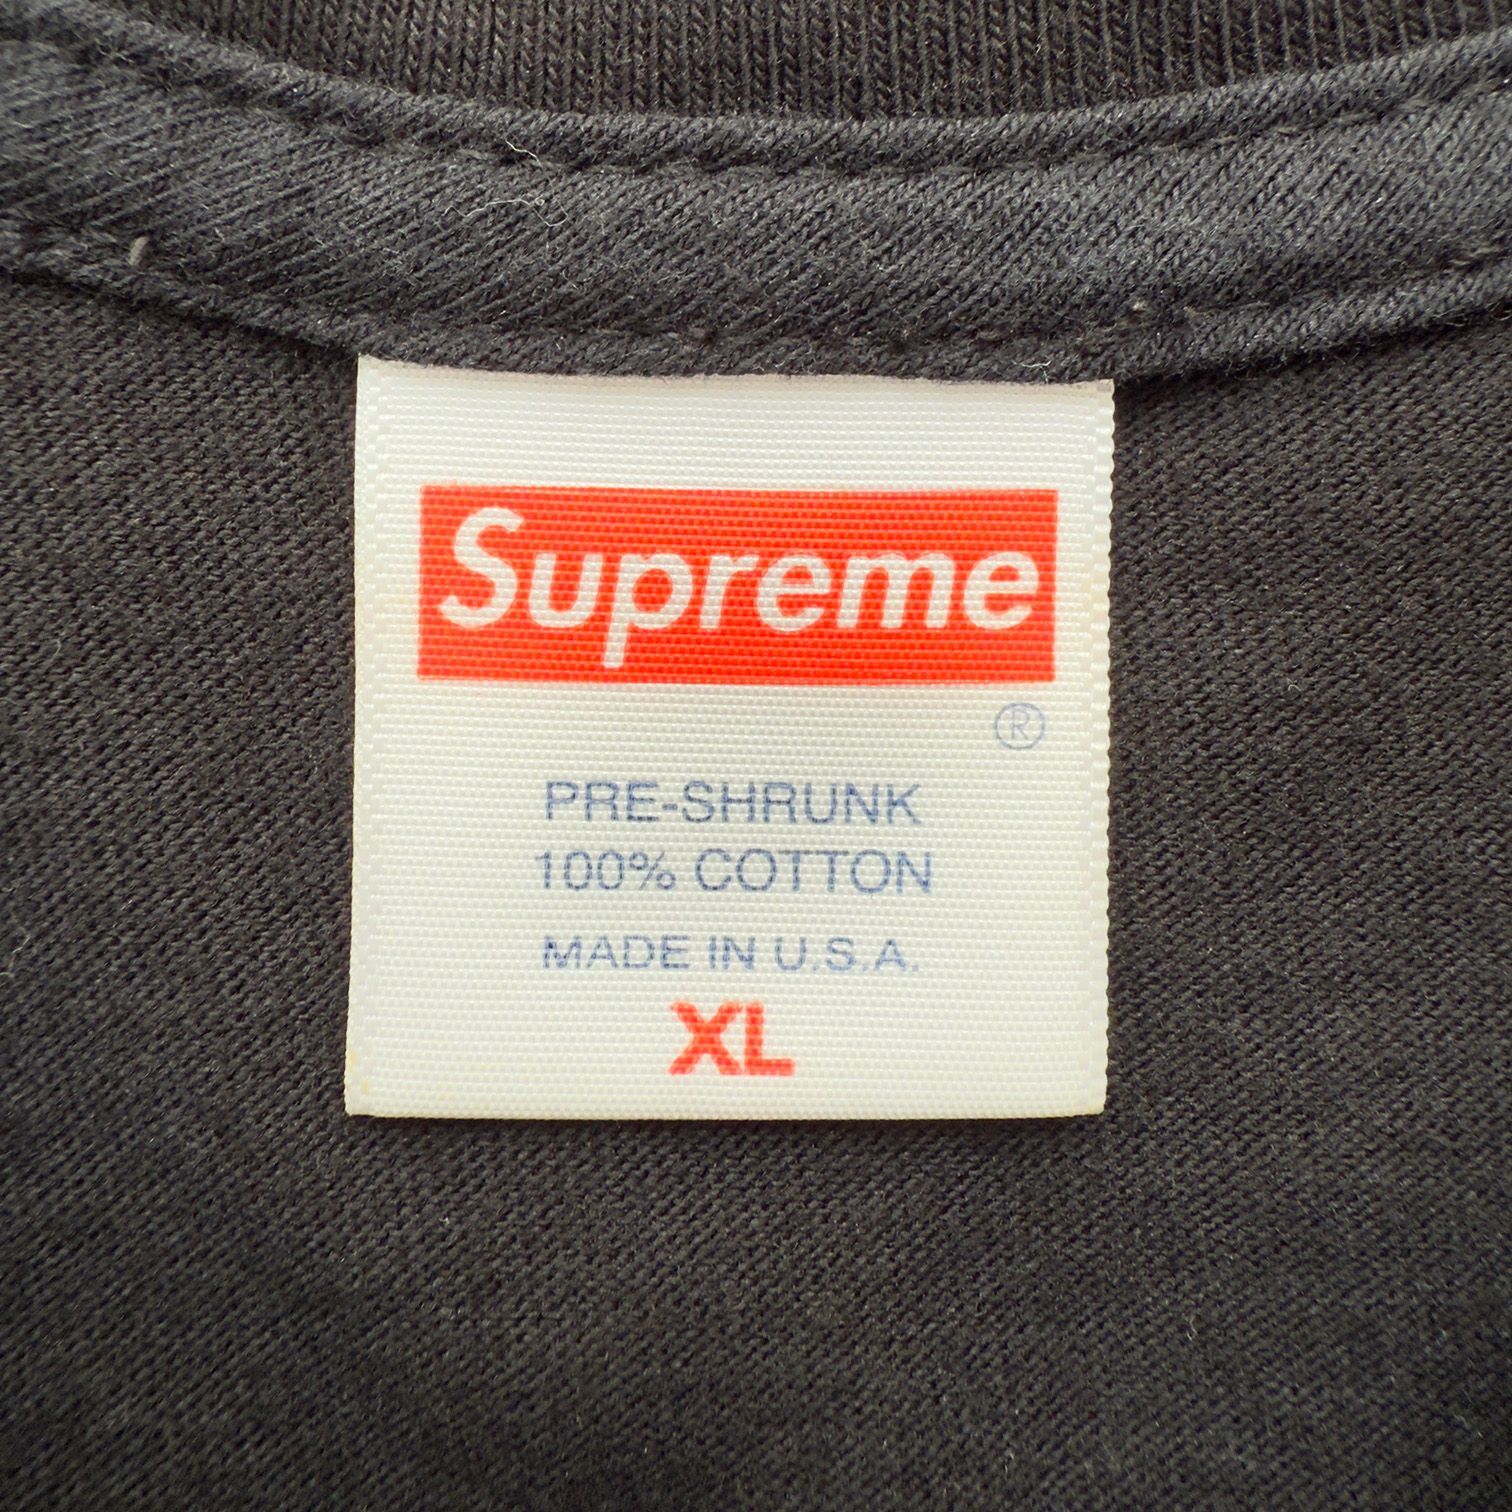 Supreme
®
PRE-SHRUNK
100% COTTON
MADE IN U.S.A.
XL